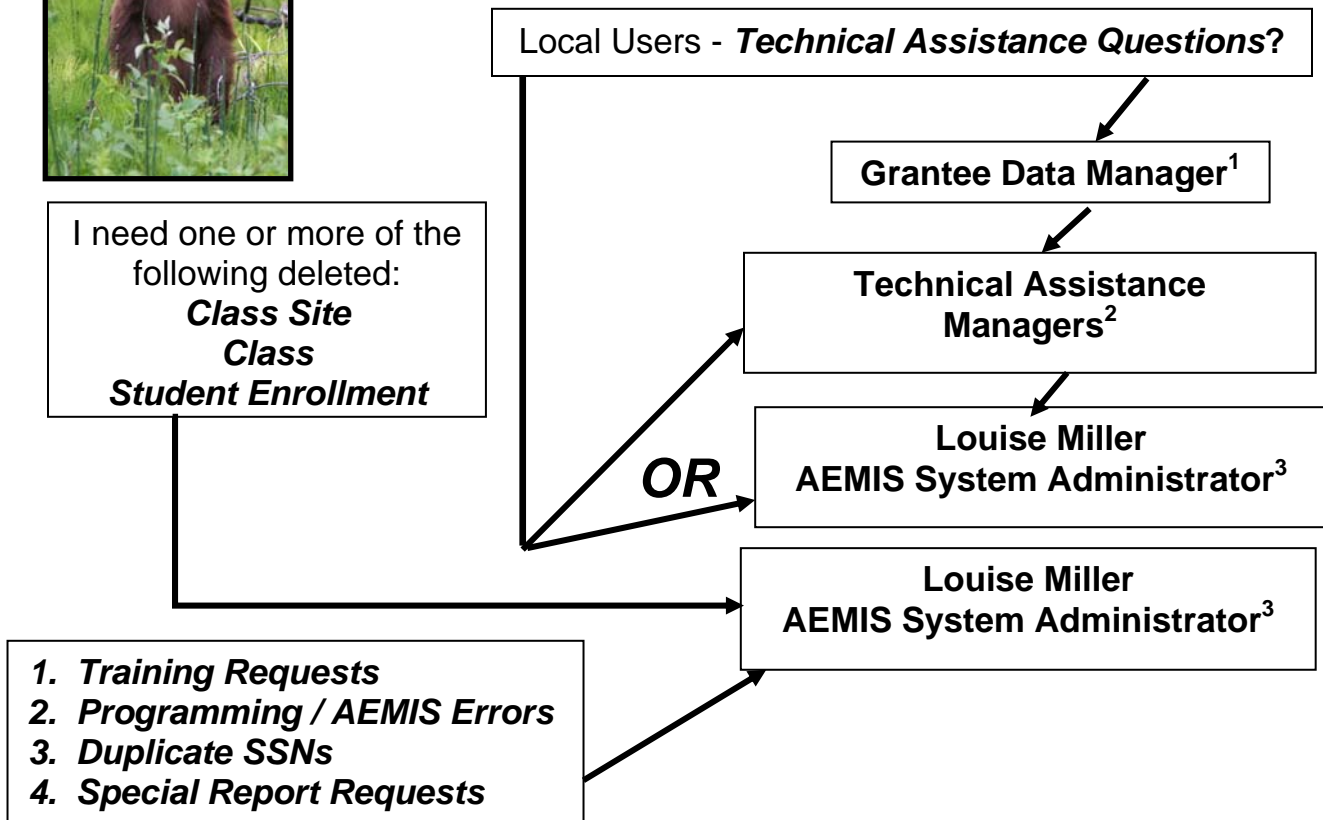 Local Users - Technical Assistance Questions?
Grantee Data Manager1
Technical Assistance
Managers2
Louise Miller
AEMIS System Administrator3
OR
I need one or more of the
following deleted:
Class Site
Class
Student Enrollment
Louise Miller
AEMIS System Administrator3
1. Training Requests
2. Programming / AEMIS Errors
3. Duplicate SSNs
4. Special Report Requests